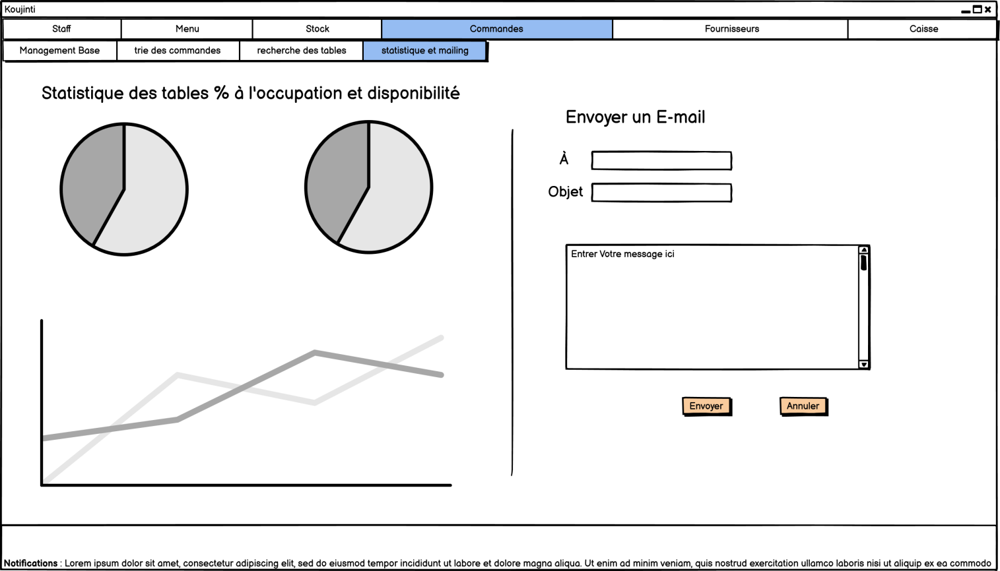 Koujinti
Staff Menu Stock Commandes Fournisseurs Caisse
Management Base trie des commandes recherche des tables statistique et mailing
Statistique des tables % à l'occupation et disponibilité
Envoyer un E-mail
À
Objet
Entrer Votre message ici
Envoyer Annuler
Notifications : Lorem ipsum dolor sit amet, consectetur adipiscing elit, sed do eiusmod tempor incididunt ut labore et dolore magna aliqua. Ut enim ad minim veniam, quis nostrud exercitation ullamco laboris nisi ut aliquip ex ea commodo